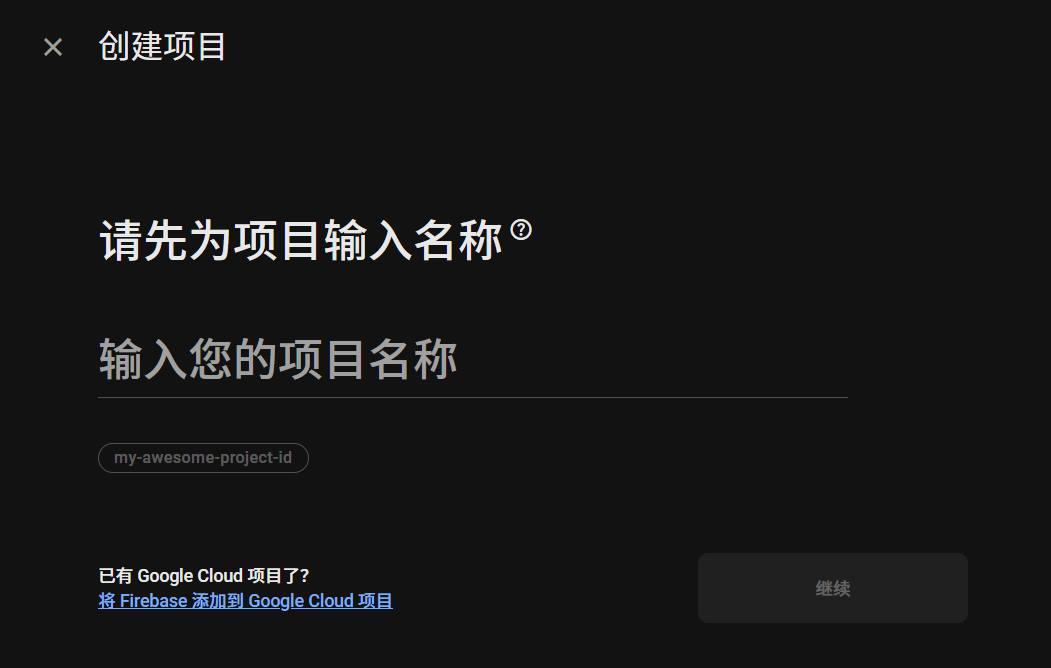 创建项目
请先为项目输入名称
输入您的项目名称
my-awesome-project-id
已有 Google Cloud 项目了?
将 Firebase 添加到 Google Cloud 项目
继续